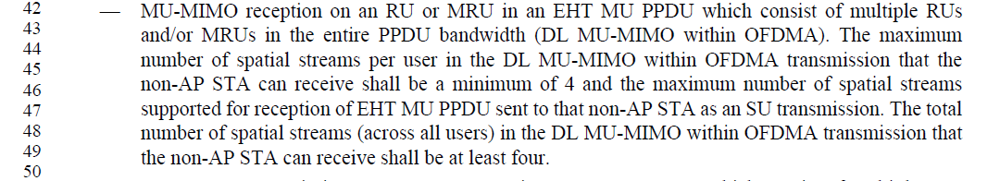 42 — MU-MIMO reception on an RU or MRU in an EHT MU PPDU which consist of multiple RUs
43 and/or MRUs in the entire PPDU bandwidth (DL MU-MIMO within OFDMA). The maximum
44 number of spatial streams per user in the DL MU-MIMO within OFDMA transmission that the
45 non-AP STA can receive shall be a minimum of 4 and the maximum number of spatial streams
46 supported for reception of EHT MU PPDU sent to that non-AP STA as an SU transmission. The total
47
48 number of spatial streams (across all users) in the DL MU-MIMO within OFDMA transmission that
49 the non-AP STA can receive shall be at least four.
50